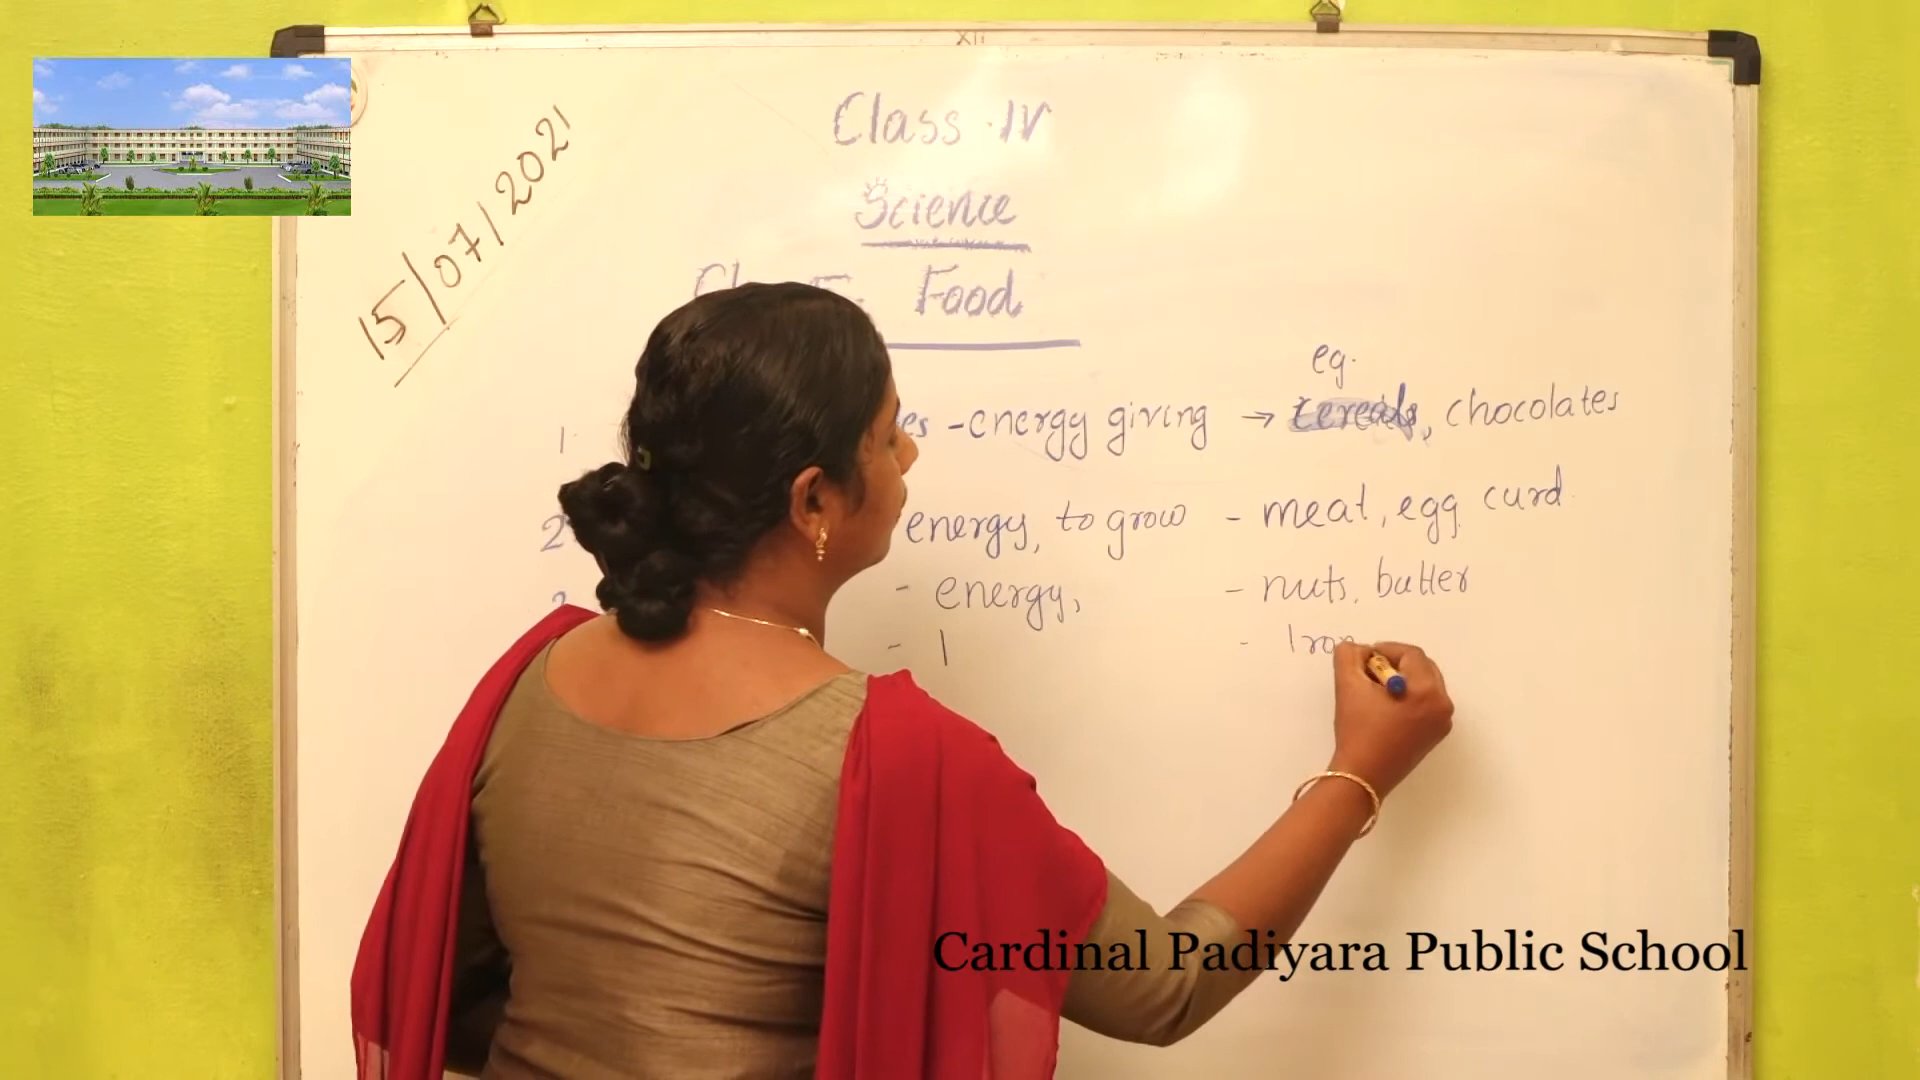 XII
15/07/2021
Class IV
Science
Food
eg.
1. es - energy giving → cereals, chocolates
2 energy, to grow - meat, egg, curd
- energy, - nuts, butter
- I - Iron
Cardinal Padiyara Public School